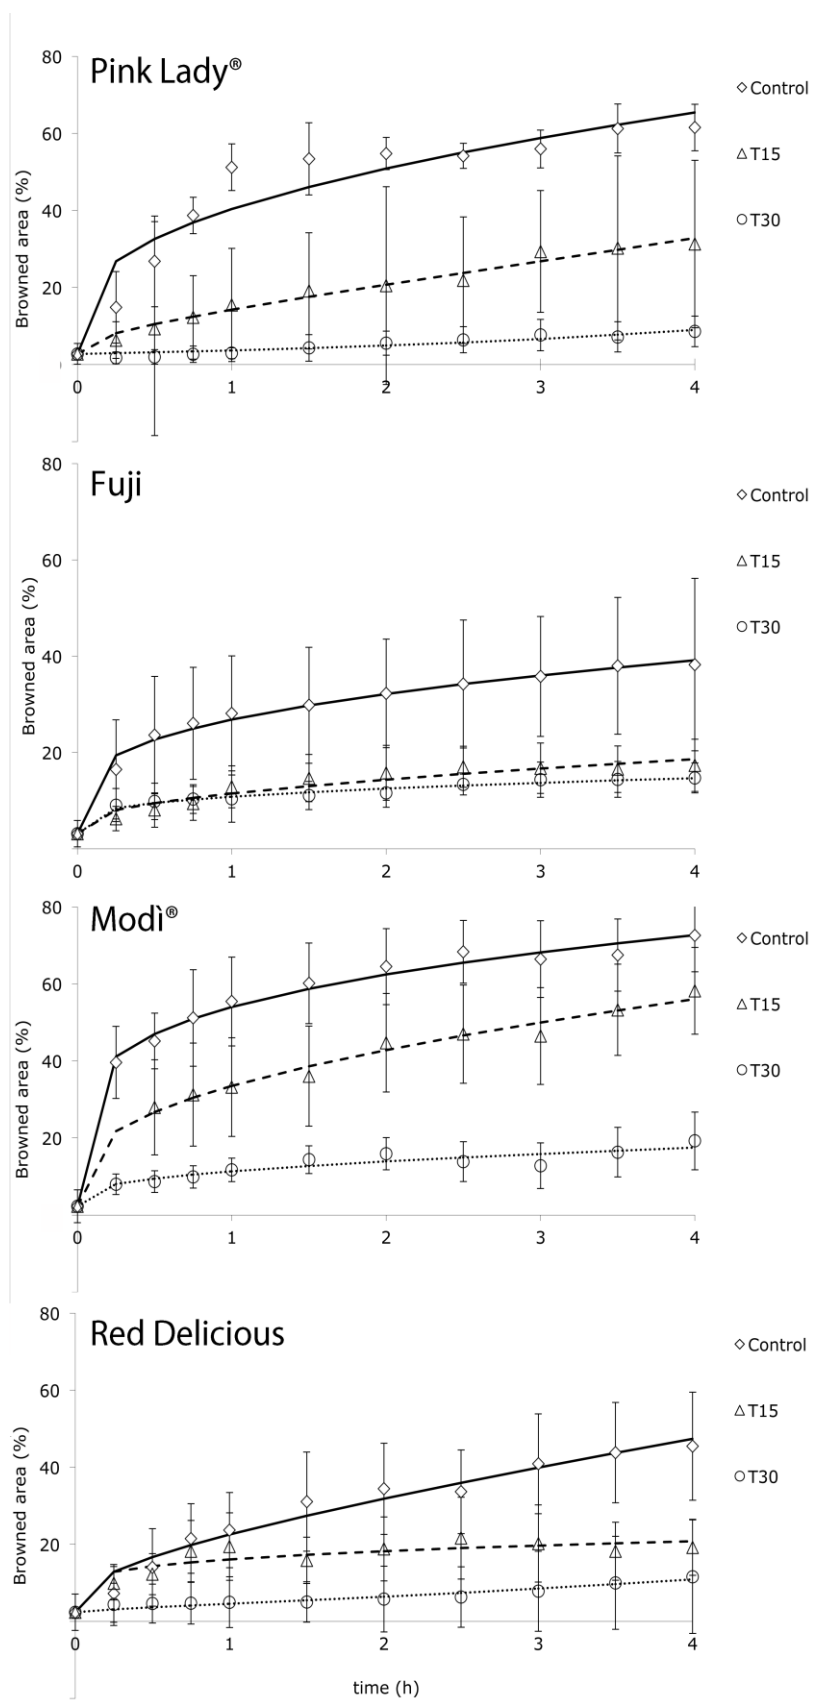 Pink Lady®
80
60
40
20
Browned area (%)
0 1 2 3 4
◇ Control
△ T15
○ T30
Fuji
80
60
40
20
Browned area (%)
0 1 2 3 4
◇ Control
△ T15
○ T30
Modì®
80
60
40
20
Browned area (%)
0 1 2 3 4
◇ Control
△ T15
○ T30
Red Delicious
80
60
40
20
Browned area (%)
0 1 2 3 4
◇ Control
△ T15
○ T30
time (h)